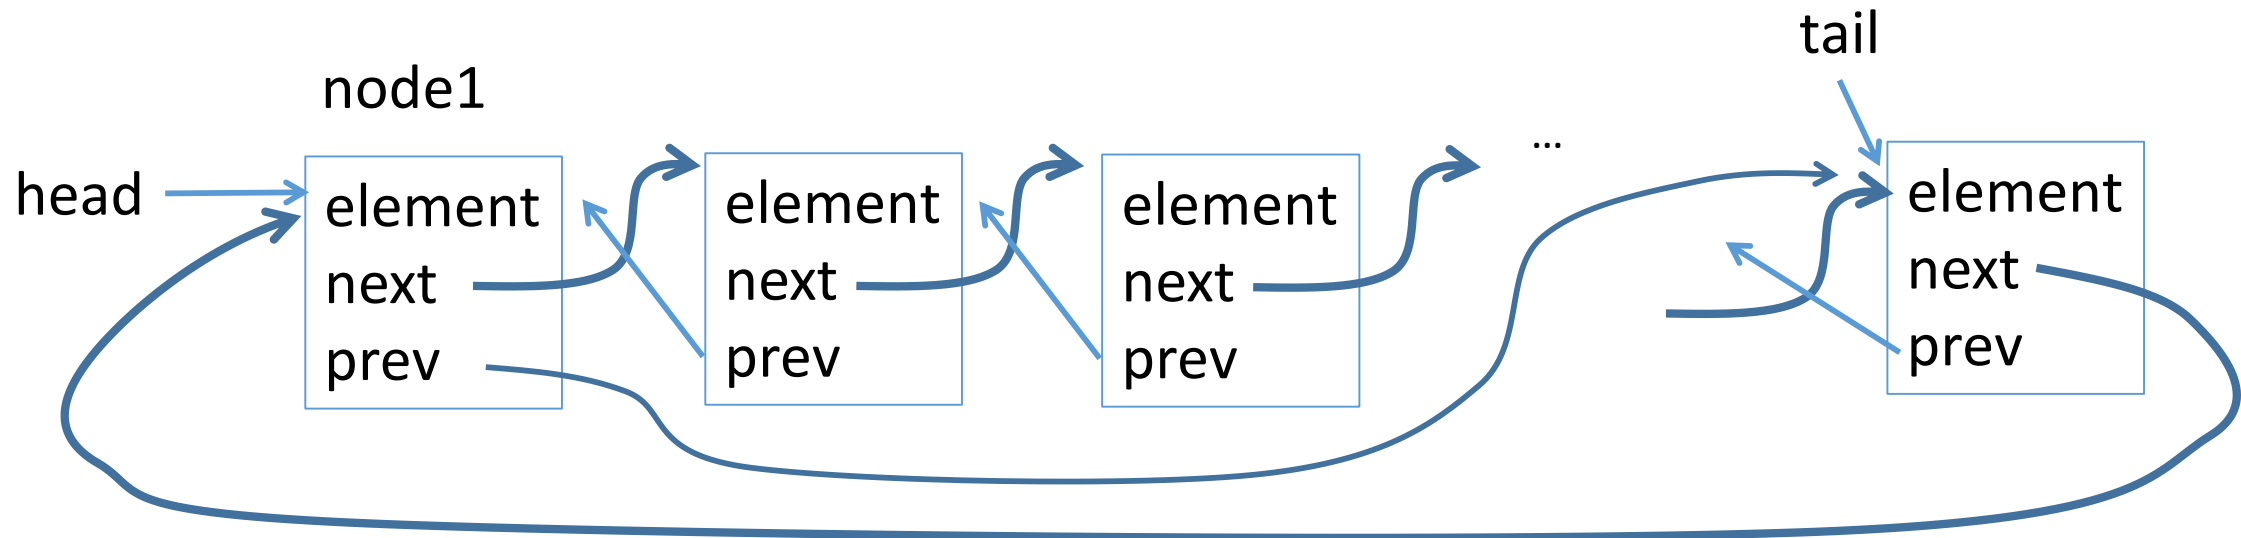 tail
node1
...
head
element
next
prev
element
next
prev
element
next
prev
element
next
prev